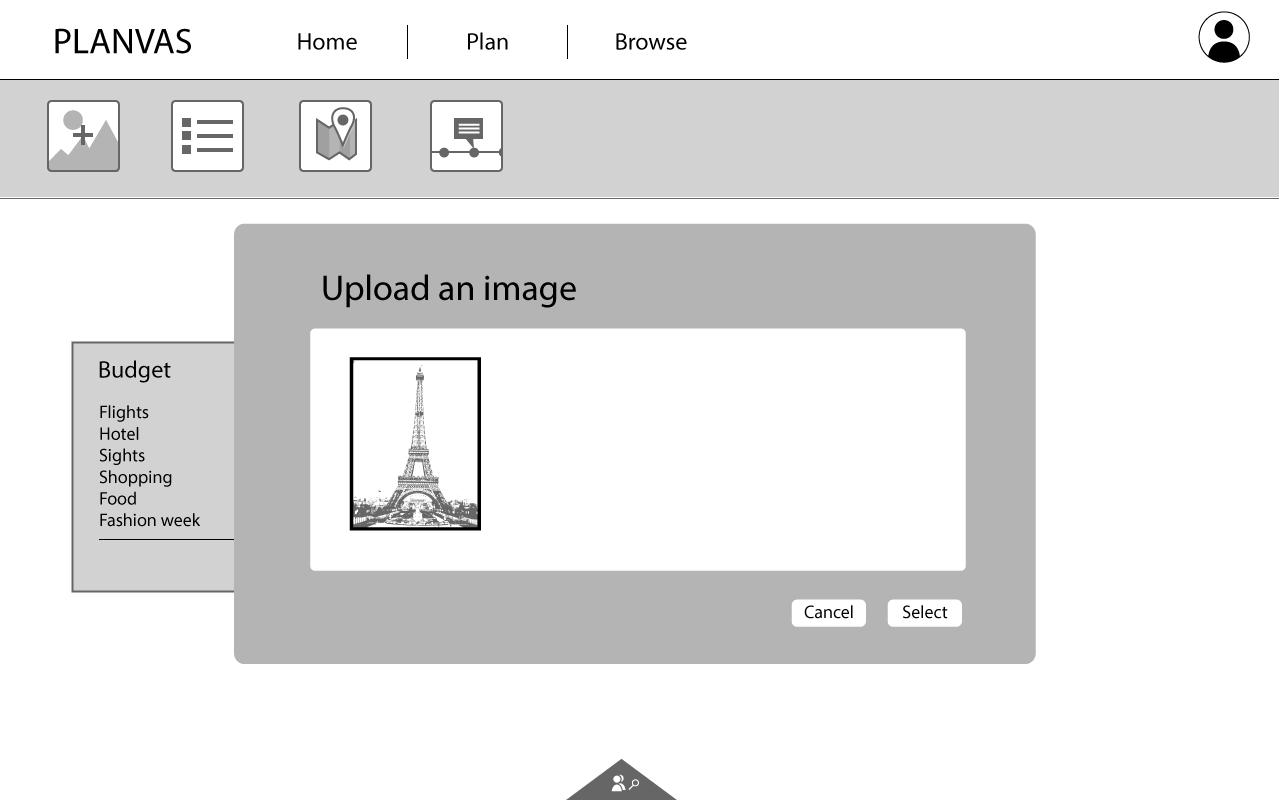 PLANVAS
Home
Plan
Browse
Upload an image
Budget
Flights
Hotel
Sights
Shopping
Food
Fashion week
Cancel
Select